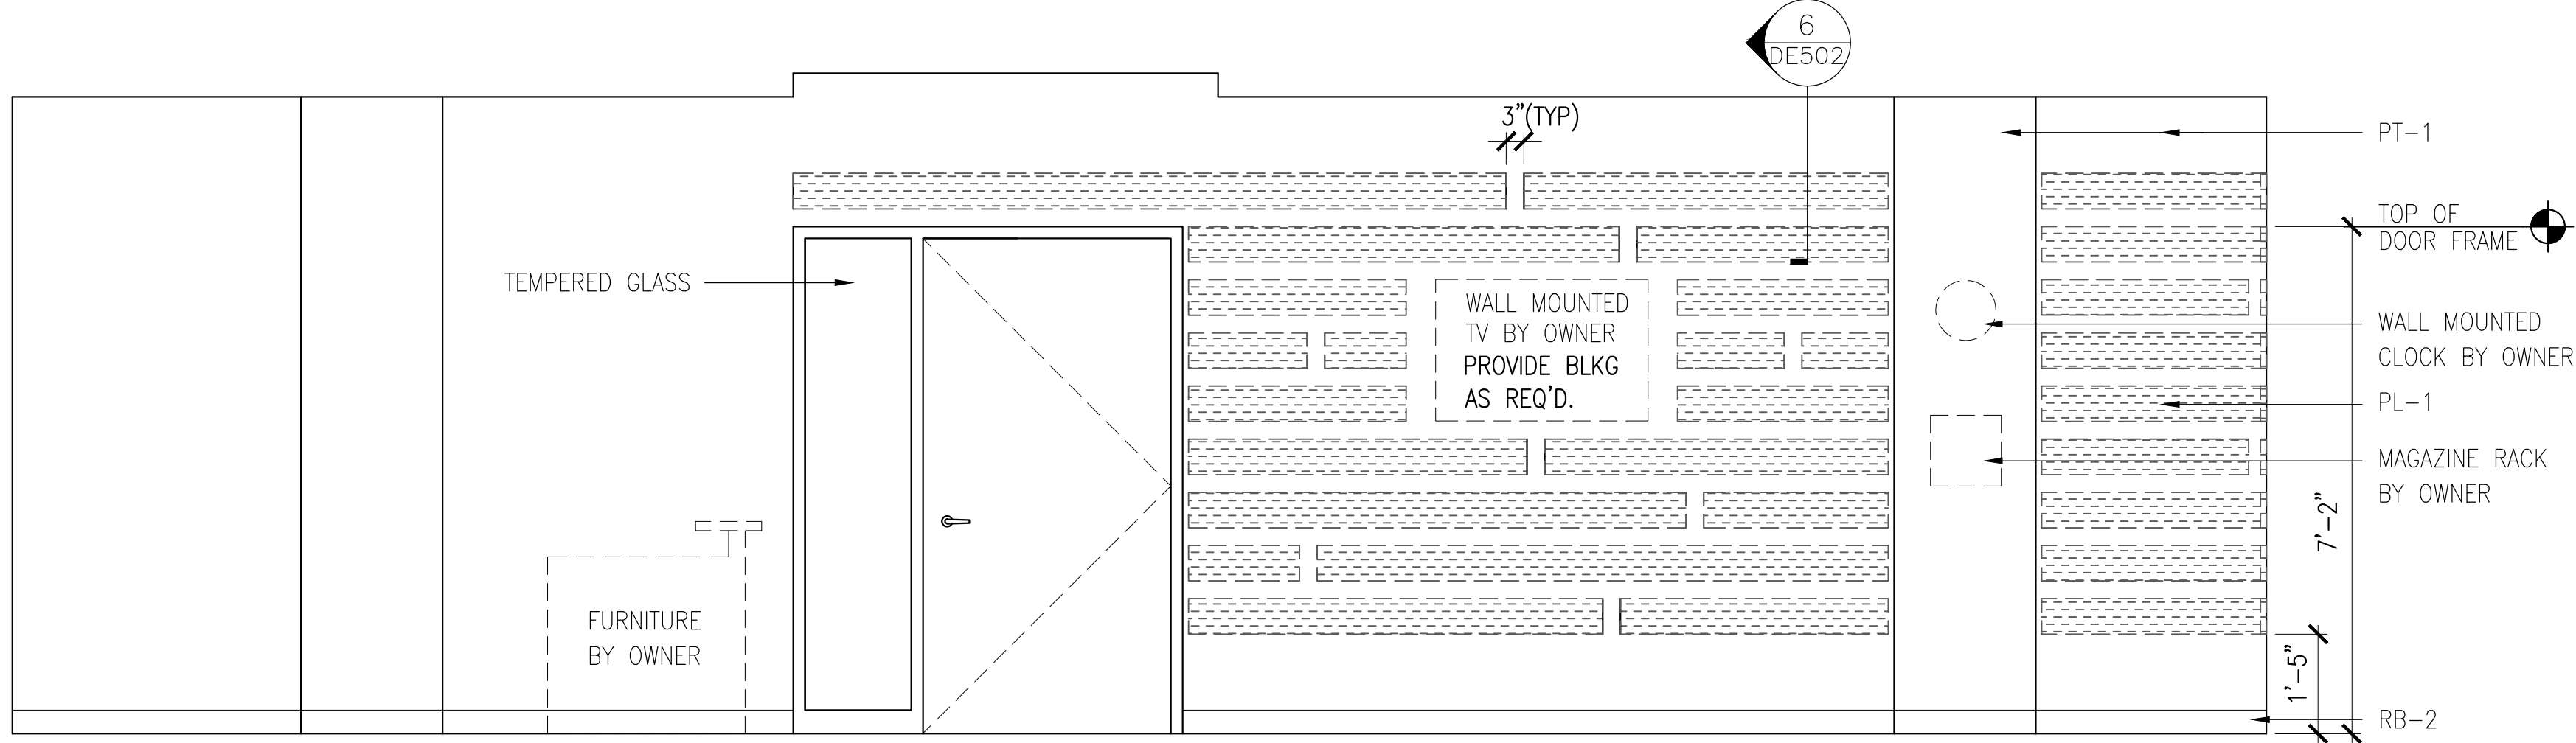 6
DE502
3"(TYP)
PT-1
TOP OF
DOOR FRAME
TEMPERED GLASS
WALL MOUNTED
TV BY OWNER
PROVIDE BLKG
AS REQ'D.
WALL MOUNTED
CLOCK BY OWNER
PL-1
MAGAZINE RACK
BY OWNER
7'-2"
FURNITURE
BY OWNER
1'-5"
RB-2